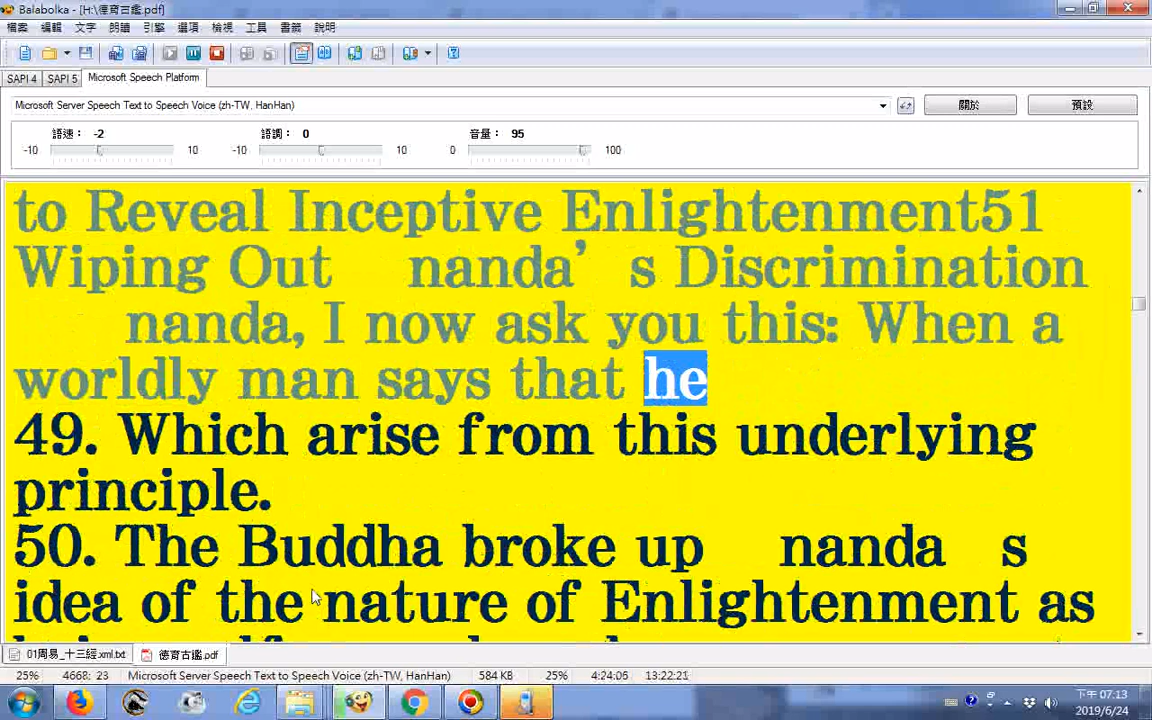 Balabolka - [H:\德育古鑑.pdf]
檔案 編輯 文字 朗讀 引擎 選項 檢視 工具 書籤 說明
SAPI 4 SAPI 5 Microsoft Speech Platform
Microsoft Server Speech Text to Speech Voice (zh-TW, HanHan) 關於 預設
語速: -2 語調: 0 音量: 95
-10 10 -10 10 0 100
to Reveal Inceptive Enlightenment51
Wiping Out nanda’s Discrimination
nanda, I now ask you this: When a
worldly man says that he
49. Which arise from this underlying
principle.
50. The Buddha broke up nanda s
idea of the nature of Enlightenment as
01周易_十三經.xml.txt 德育古鑑.pdf
25% 4668: 23 Microsoft Server Speech Text to Speech Voice (zh-TW, HanHan) 584 KB 25% 4:24:06 13:22:21
下午 07:13
2019/6/24